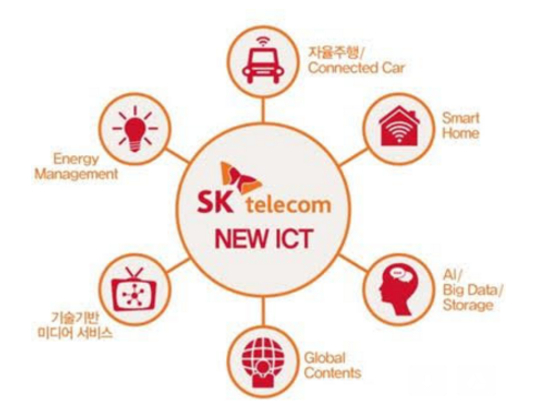 자율주행/
Connected Car
Smart
Home
Energy
Management
SK telecom
NEW ICT
AI/
Big Data/
Storage
기술기반
미디어 서비스
Global
Contents